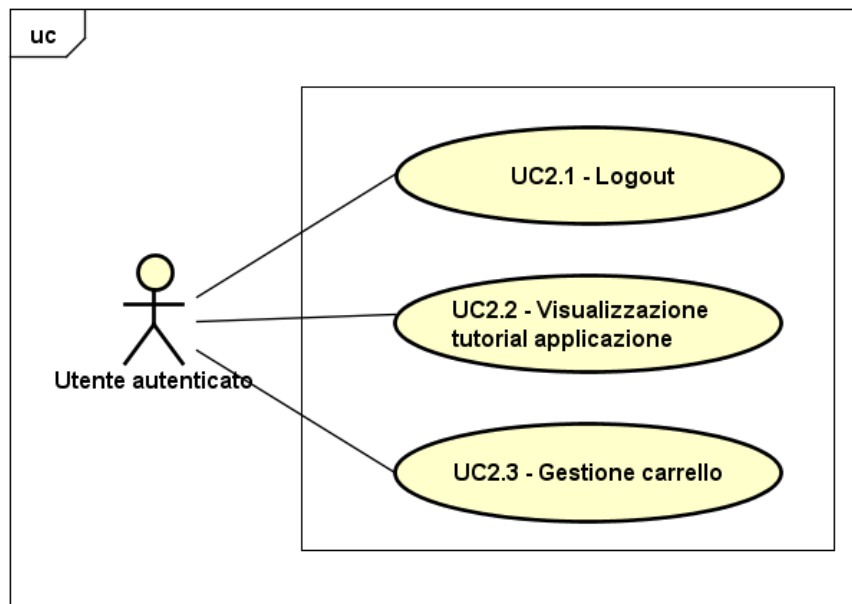 uc
UC2.1 - Logout
UC2.2 - Visualizzazione
tutorial applicazione
Utente autenticato
UC2.3 - Gestione carrello